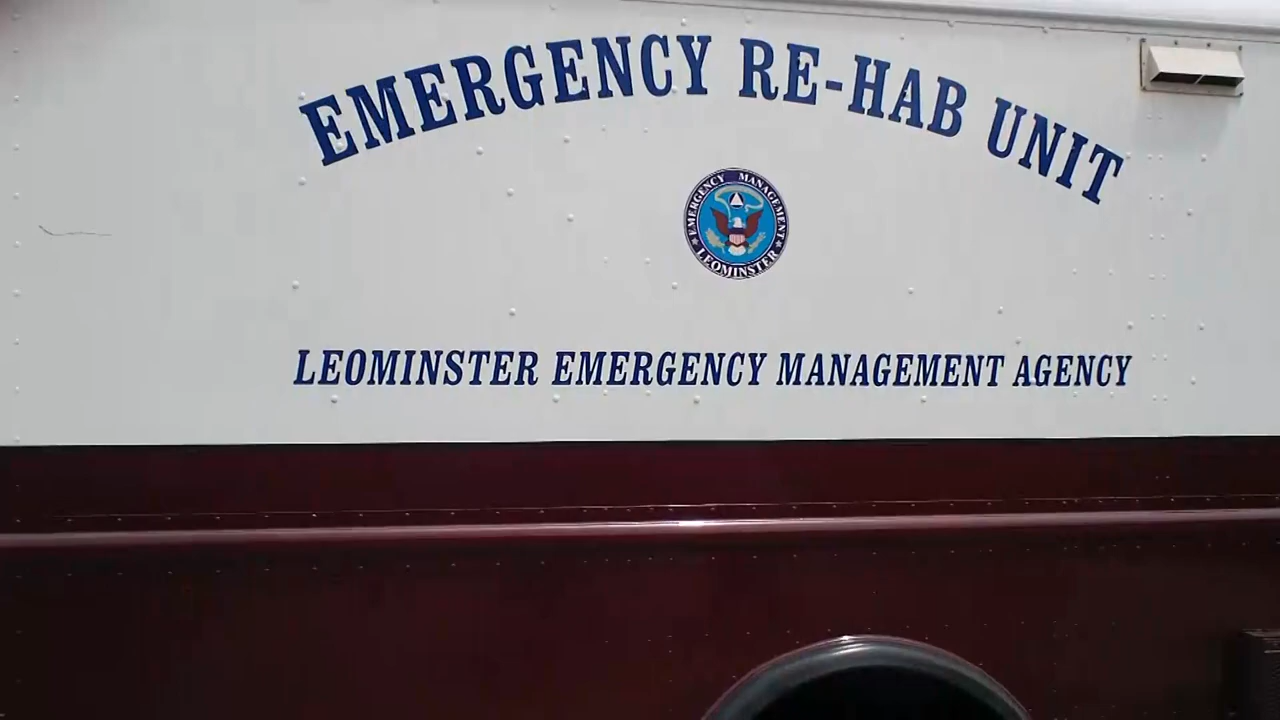 EMERGENCY RE-HAB UNIT
EMERGENCY MANAGEMENT
LEOMINSTER
LEOMINSTER EMERGENCY MANAGEMENT AGENCY